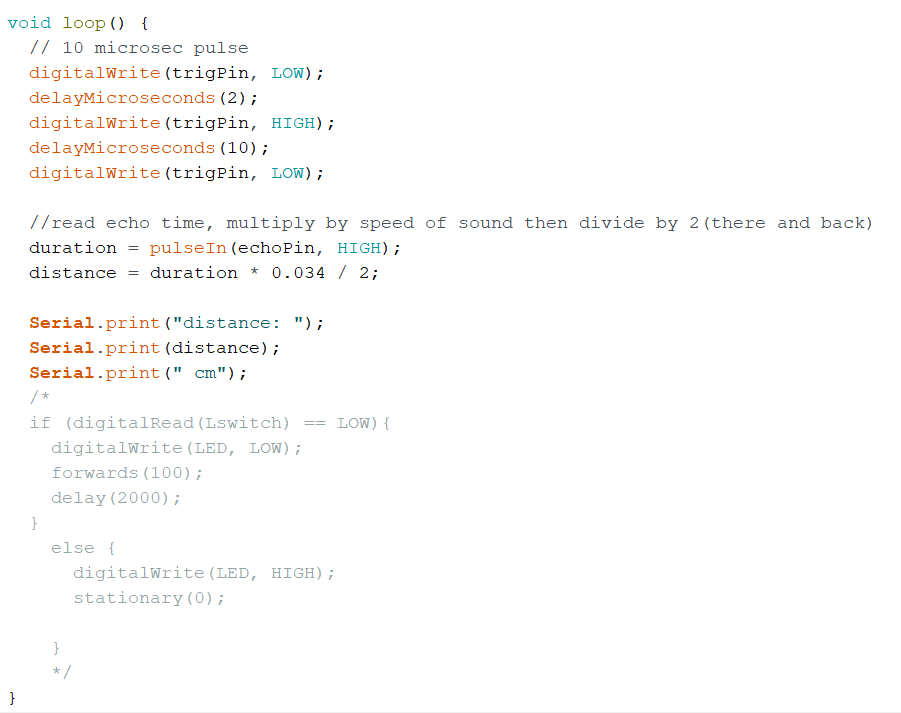 void loop() {
  // 10 microsec pulse
  digitalWrite(trigPin, LOW);
  delayMicroseconds(2);
  digitalWrite(trigPin, HIGH);
  delayMicroseconds(10);
  digitalWrite(trigPin, LOW);

  //read echo time, multiply by speed of sound then divide by 2(there and back)
  duration = pulseIn(echoPin, HIGH);
  distance = duration * 0.034 / 2;

  Serial.print("distance: ");
  Serial.print(distance);
  Serial.print(" cm");
  /*
  if (digitalRead(Lswitch) == LOW){
    digitalWrite(LED, LOW);
    forwards(100);
    delay(2000);
  }
    else {
      digitalWrite(LED, HIGH);
      stationary(0);

    }
    */
}